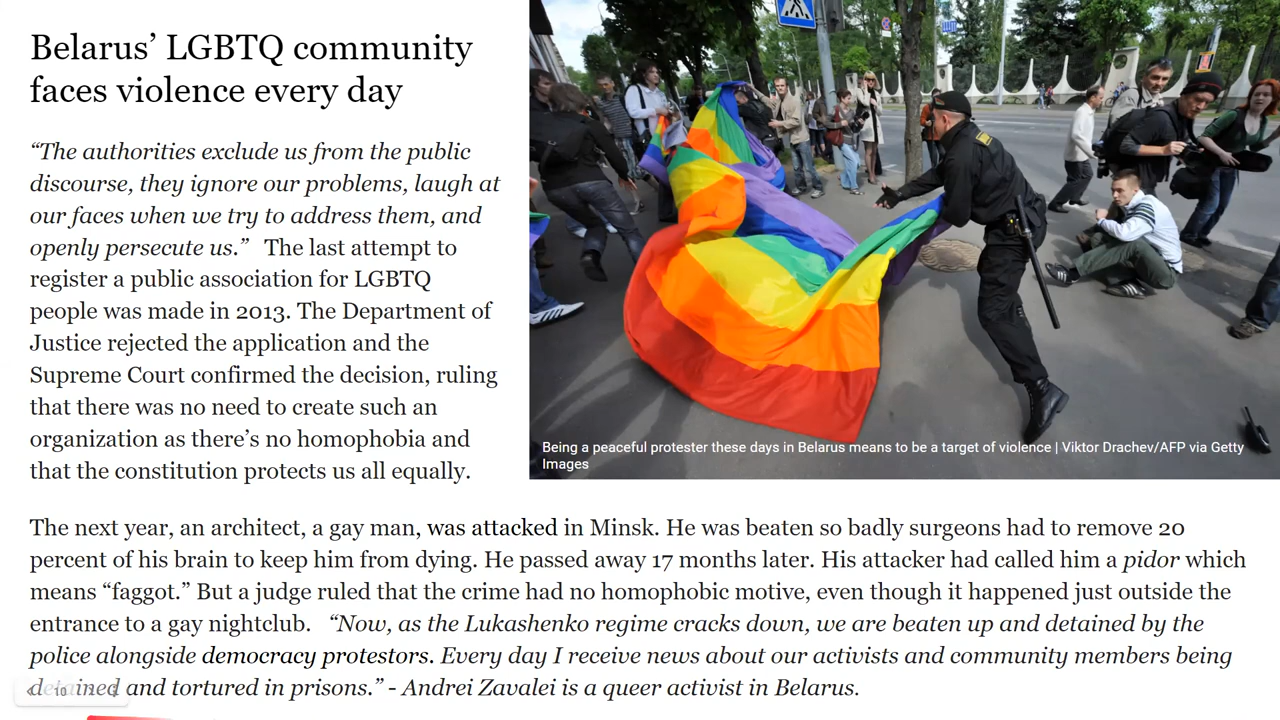 Belarus’ LGBTQ community
faces violence every day
“The authorities exclude us from the public
discourse, they ignore our problems, laugh at
our faces when we try to address them, and
openly persecute us.” The last attempt to
register a public association for LGBTQ
people was made in 2013. The Department of
Justice rejected the application and the
Supreme Court confirmed the decision, ruling
that there was no need to create such an
organization as there’s no homophobia and
that the constitution protects us all equally.
Being a peaceful protester these days in Belarus means to be a target of violence | Viktor Drachev/AFP via Getty
Images
The next year, an architect, a gay man, was attacked in Minsk. He was beaten so badly surgeons had to remove 20
percent of his brain to keep him from dying. He passed away 17 months later. His attacker had called him a pidor which
means “faggot.” But a judge ruled that the crime had no homophobic motive, even though it happened just outside the
entrance to a gay nightclub. “Now, as the Lukashenko regime cracks down, we are beaten up and detained by the
police alongside democracy protestors. Every day I receive news about our activists and community members being
detained and tortured in prisons.” - Andrei Zavalei is a queer activist in Belarus.
10